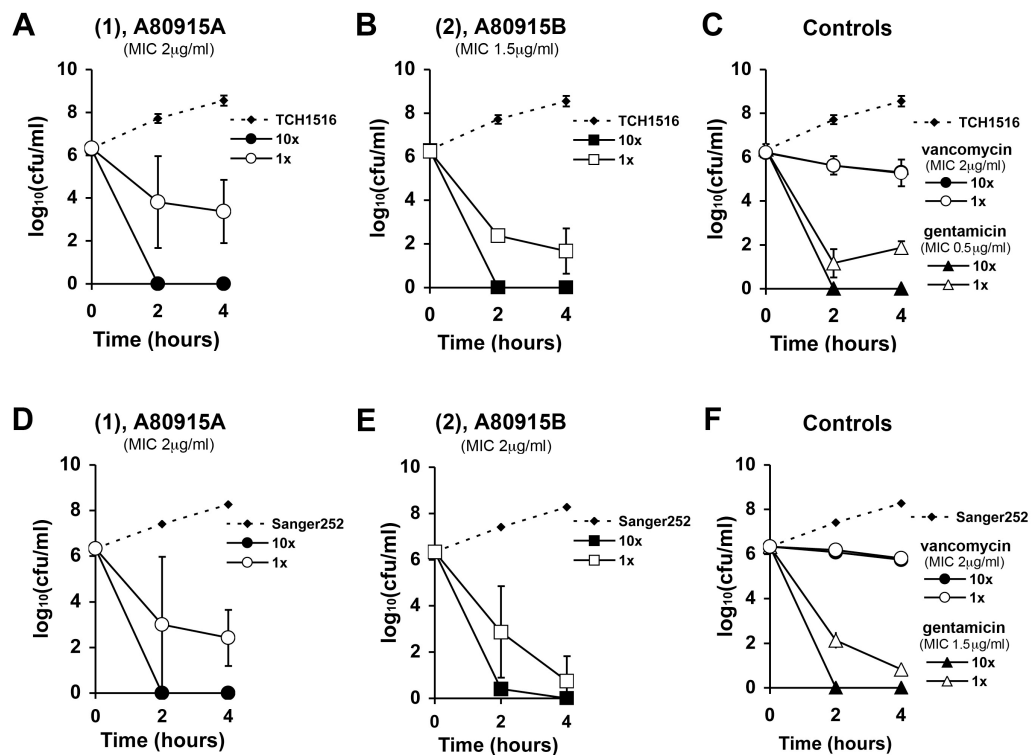 A
(1), A80915A
(MIC 2µg/ml)
10
8
6
4
2
0
log10(cfu/ml)
0 2 4
Time (hours)
TCH1516
10x
1x
B
(2), A80915B
(MIC 1.5µg/ml)
10
8
6
4
2
0
log10(cfu/ml)
0 2 4
Time (hours)
TCH1516
10x
1x
C
Controls
10
8
6
4
2
0
log10(cfu/ml)
0 2 4
Time (hours)
TCH1516
vancomycin
(MIC 2µg/ml)
10x
1x
gentamicin
(MIC 0.5µg/ml)
10x
1x
D
(1), A80915A
(MIC 2µg/ml)
10
8
6
4
2
0
log10(cfu/ml)
0 2 4
Time (hours)
Sanger252
10x
1x
E
(2), A80915B
(MIC 2µg/ml)
10
8
6
4
2
0
log10(cfu/ml)
0 2 4
Time (hours)
Sanger252
10x
1x
F
Controls
10
8
6
4
2
0
log10(cfu/ml)
0 2 4
Time (hours)
Sanger252
vancomycin
(MIC 2µg/ml)
10x
1x
gentamicin
(MIC 1.5µg/ml)
10x
1x